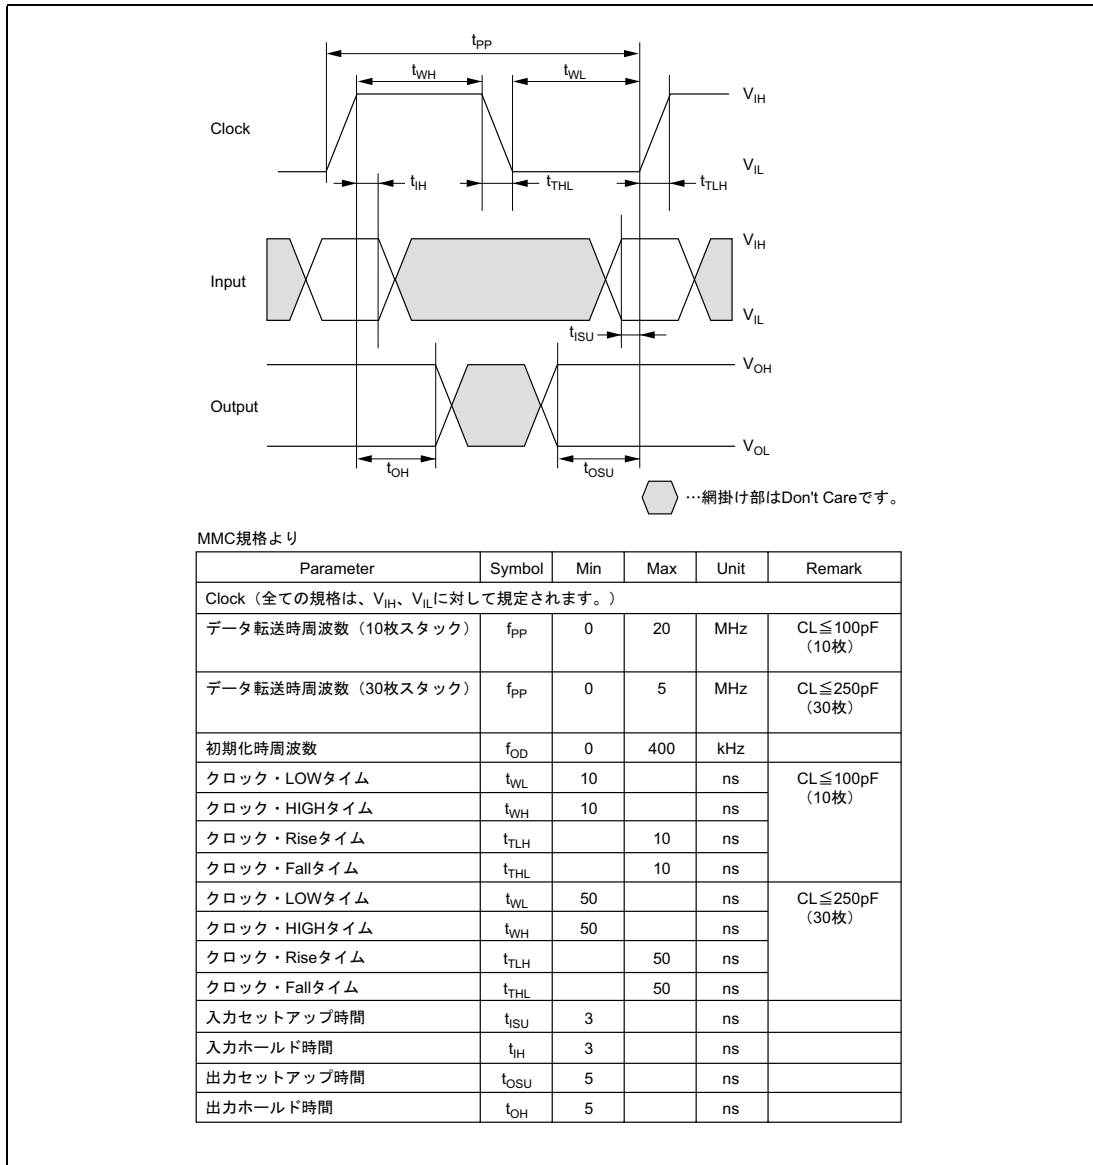 tPP
tWH tWL
VIH
Clock
VIL
tIH tTHL tTLH
VIH
Input
VIL
tISU
VOH
Output
VOL
tOH tOSU
…網掛け部はDon't Careです。
MMC規格より
Parameter Symbol Min Max Unit Remark
Clock（全ての規格は、VIH、VILに対して規定されます。）
データ転送時周波数（10枚スタック） fPP 0 20 MHz CL≦100pF
（10枚）
データ転送時周波数（30枚スタック） fPP 0 5 MHz CL≦250pF
（30枚）
初期化時周波数 fOD 0 400 kHz
クロック・LOWタイム tWL 10 ns CL≦100pF
（10枚）
クロック・HIGHタイム tWH 10 ns
クロック・Riseタイム tTLH 10 ns
クロック・Fallタイム tTHL 10 ns
クロック・LOWタイム tWL 50 ns CL≦250pF
（30枚）
クロック・HIGHタイム tWH 50 ns
クロック・Riseタイム tTLH 50 ns
クロック・Fallタイム tTHL 50 ns
入力セットアップ時間 tISU 3 ns
入力ホールド時間 tIH 3 ns
出力セットアップ時間 tOSU 5 ns
出力ホールド時間 tOH 5 ns